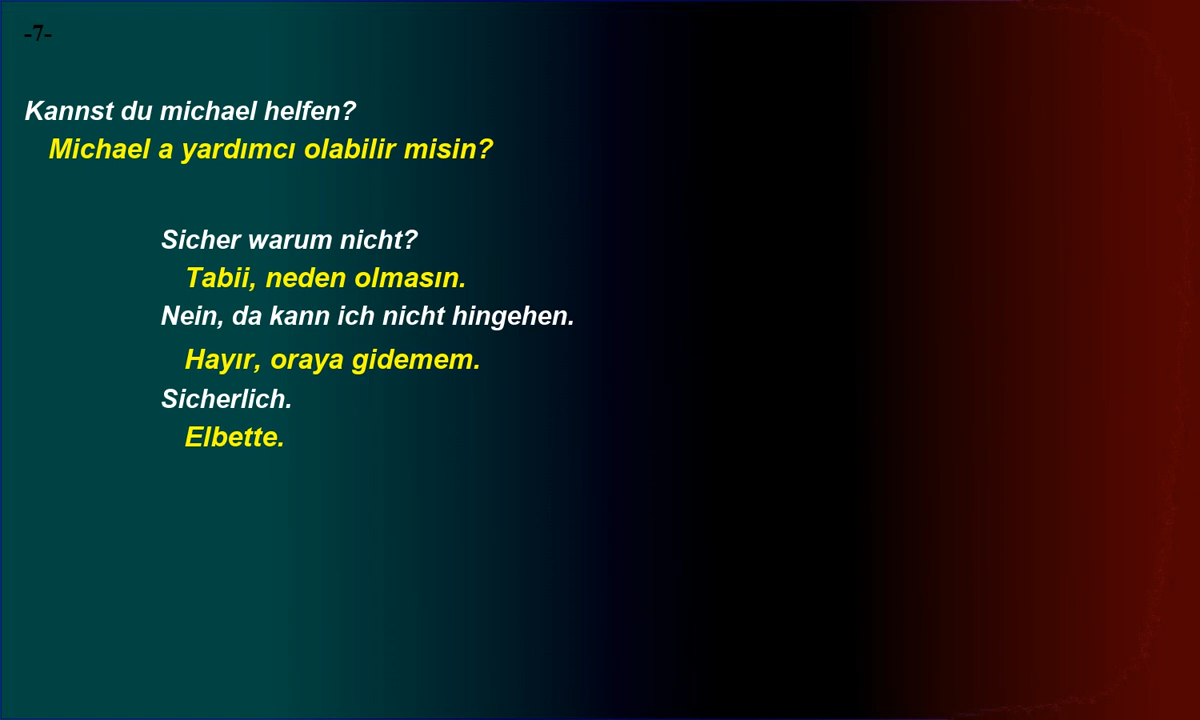 -7-
Kannst du michael helfen?
Michael a yardımcı olabilir misin?
Sicher warum nicht?
Tabii, neden olmasın.
Nein, da kann ich nicht hingehen.
Hayır, oraya gidemem.
Sicherlich.
Elbette.